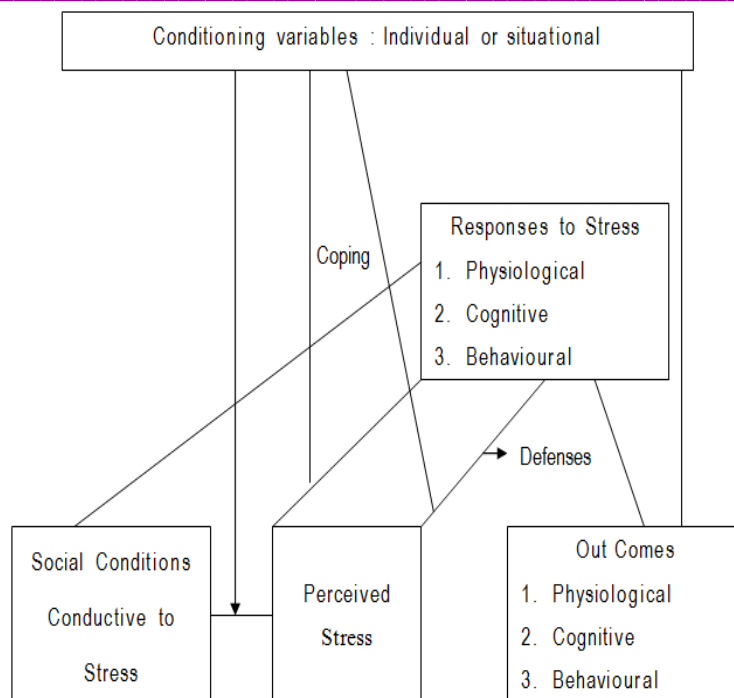 Conditioning variables : Individual or situational
Responses to Stress
1. Physiological
2. Cognitive
3. Behavioural
Coping
Defenses
Social Conditions
Conductive to
Stress
Perceived
Stress
Out Comes
1. Physiological
2. Cognitive
3. Behavioural